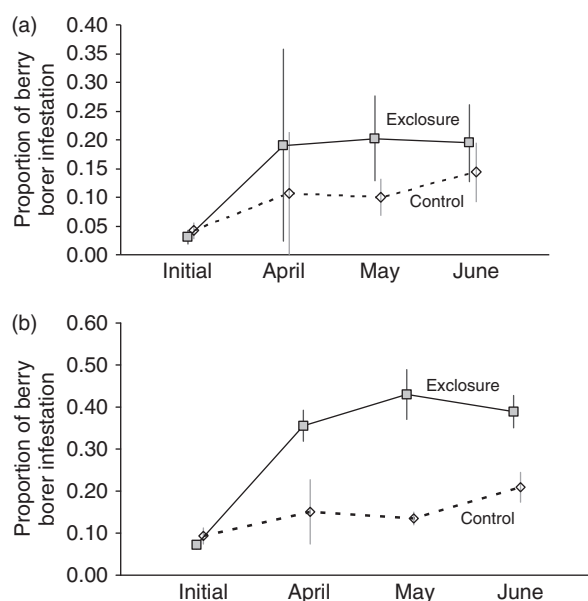 (a)
Proportion of berry
borer infestation
0.40
0.35
0.30
0.25
0.20
0.15
0.10
0.05
0.00
Exclosure
Control
Initial April May June
(b)
Proportion of berry
borer infestation
0.60
0.50
0.40
0.30
0.20
0.10
0.00
Exclosure
Control
Initial April May June